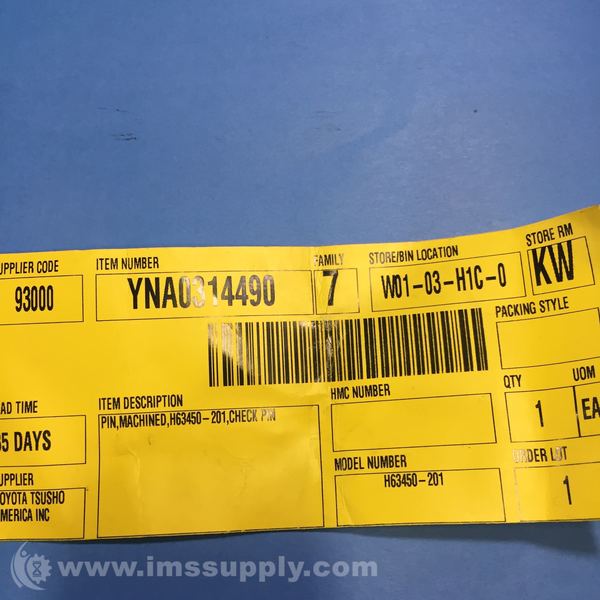 UPPLIER CODE
93000
ITEM NUMBER
YNA0314490
FAMILY
7
STORE/BIN LOCATION
W01-03-H1C-0
STORE RM
KW
PACKING STYLE
AD TIME
35 DAYS
ITEM DESCRIPTION
PIN,MACHINED,H63450-201,CHECK PIN
HMC NUMBER
QTY
1
UOM
EA
UPPLIER
OYOTA TSUSHO
MERICA INC
MODEL NUMBER
H63450-201
ORDER LOT
1
www.imssupply.com